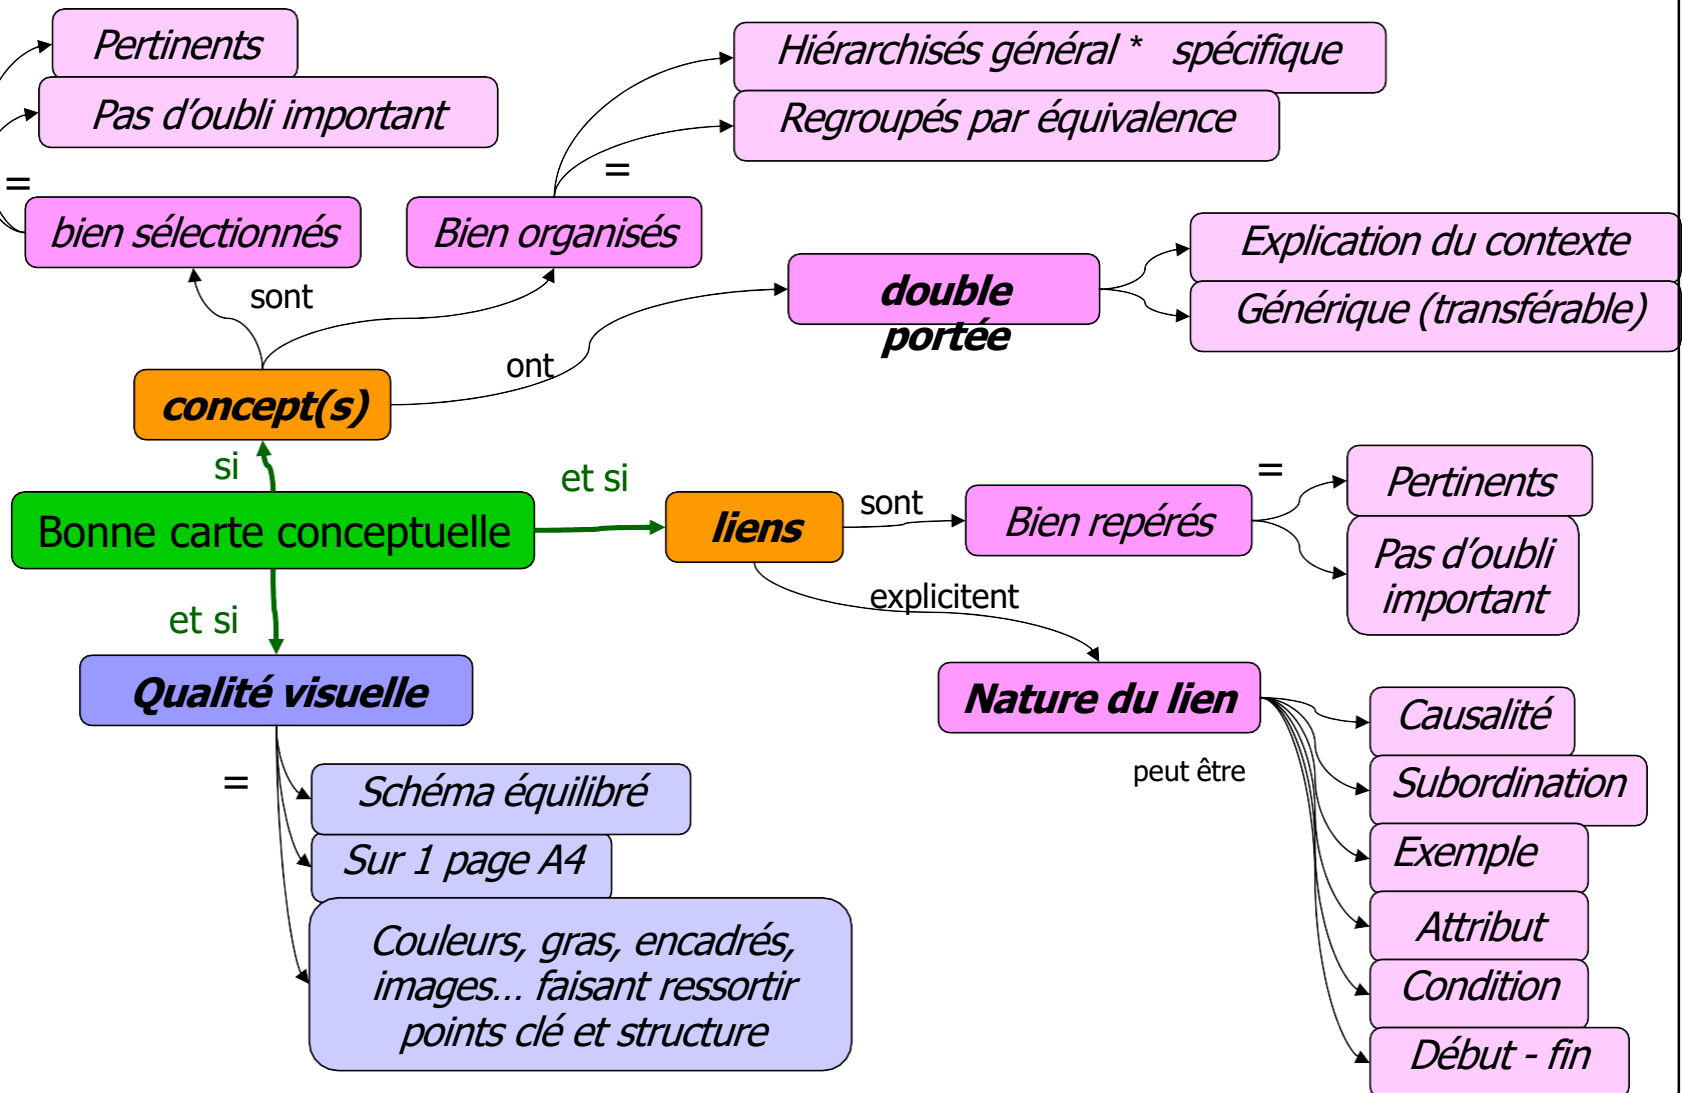 Pertinents
Pas d’oubli important
=
bien sélectionnés
Hiérarchisés général * spécifique
Regroupés par équivalence
=
Bien organisés
sont
double
portée
Explication du contexte
Générique (transférable)
ont
concept(s)
si
et si
Bonne carte conceptuelle
liens
sont
Bien repérés
=
Pertinents
Pas d’oubli
important
explicitent
et si
Qualité visuelle
Nature du lien
peut être
Causalité
Subordination
Exemple
Attribut
Condition
Début - fin
=
Schéma équilibré
Sur 1 page A4
Couleurs, gras, encadrés,
images... faisant ressortir
points clé et structure